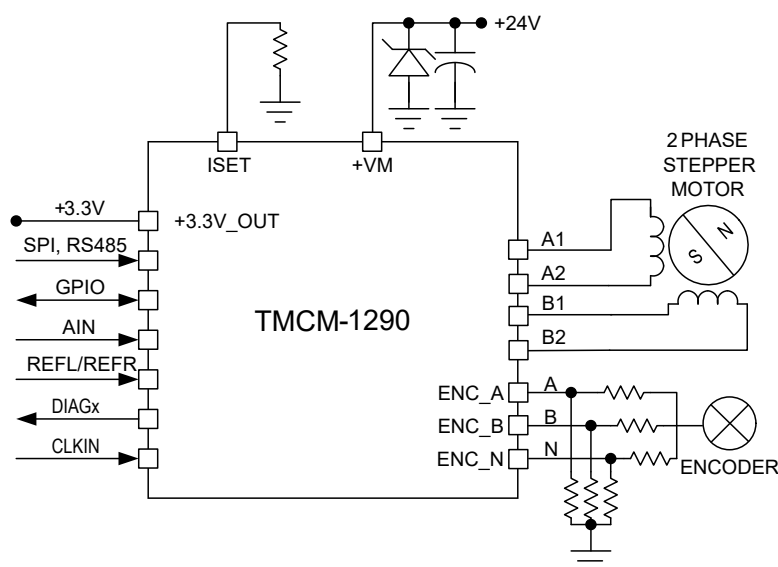 +24V
ISET
+VM
2 PHASE
STEPPER
MOTOR
+3.3V
+3.3V_OUT
SPI, RS485
GPIO
AIN
REFL/REFR
DIAGx
CLKIN
TMCM-1290
A1
A2
B1
B2
N
S
ENC_A
A
ENC_B
B
ENC_N
N
ENCODER